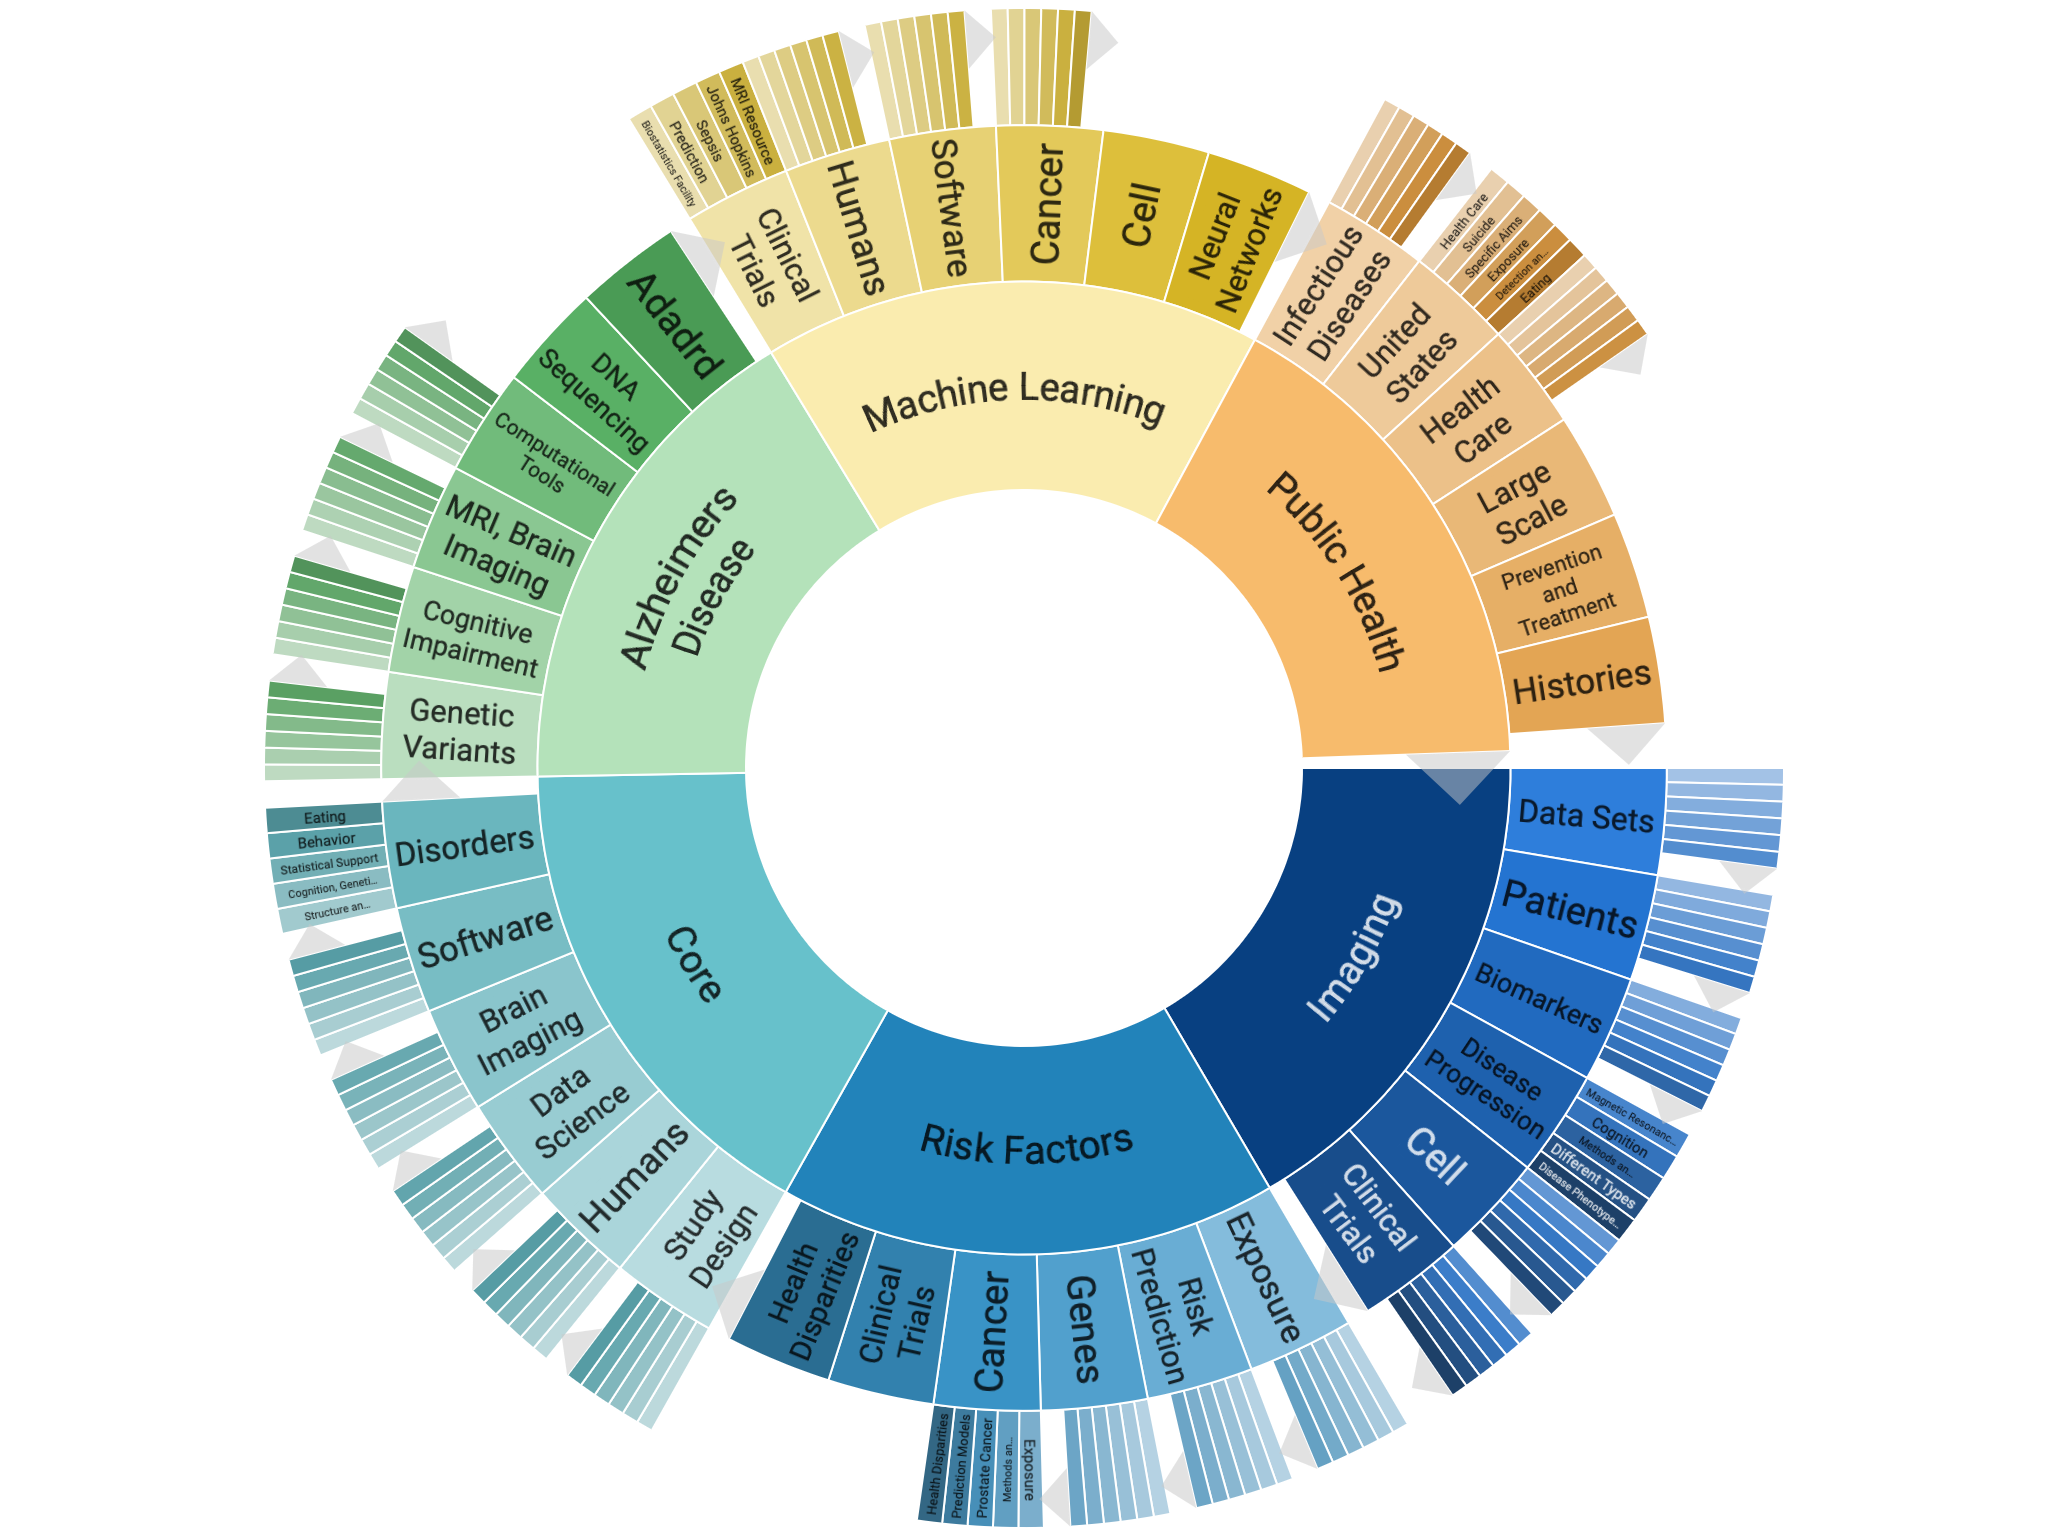 Machine Learning
Clinical
Trials
Biostatistics Facility
Prediction
Sepsis
Johns Hopkins
MRI Resource
Humans
Software
Cancer
Cell
Neural
Networks
Public Health
Infectious
Diseases
United
States
Health Care
Suicide
Specific Aims
Exposure
Detection an...
Eating
Health
Care
Large
Scale
Prevention
and
Treatment
Histories
Imaging
Data Sets
Patients
Biomarkers
Disease
Progression
Magnetic Resonanc...
Cognition
Methods an...
Different Types
Disease Phenotype...
Cell
Clinical
Trials
Risk Factors
Exposure
Risk
Prediction
Genes
Cancer
Exposure
Methods an...
Prostate Cancer
Prediction Models
Health Disparities
Clinical
Trials
Health
Disparities
Core
Study
Design
Humans
Data
Science
Brain
Imaging
Software
Disorders
Structure an...
Cognition, Geneti...
Statistical Support
Behavior
Eating
Alzheimers
Disease
Genetic
Variants
Cognitive
Impairment
MRI, Brain
Imaging
Computational
Tools
DNA
Sequencing
Adadrd